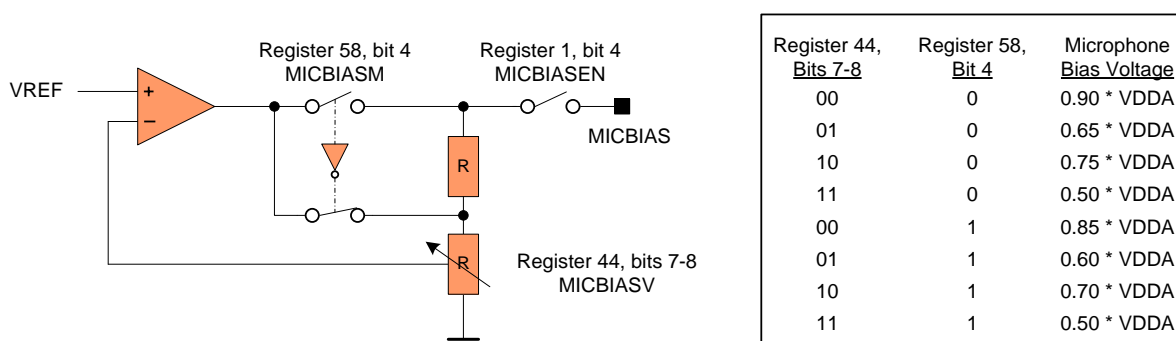 Register 58, bit 4
MICBIASM
Register 1, bit 4
MICBIASEN
VREF
+
−
MICBIAS
R
R
Register 44, bits 7-8
MICBIASV
Register 44, Register 58, Microphone
Bits 7-8 Bit 4 Bias Voltage
00 0 0.90 * VDDA
01 0 0.65 * VDDA
10 0 0.75 * VDDA
11 0 0.50 * VDDA
00 1 0.85 * VDDA
01 1 0.60 * VDDA
10 1 0.70 * VDDA
11 1 0.50 * VDDA